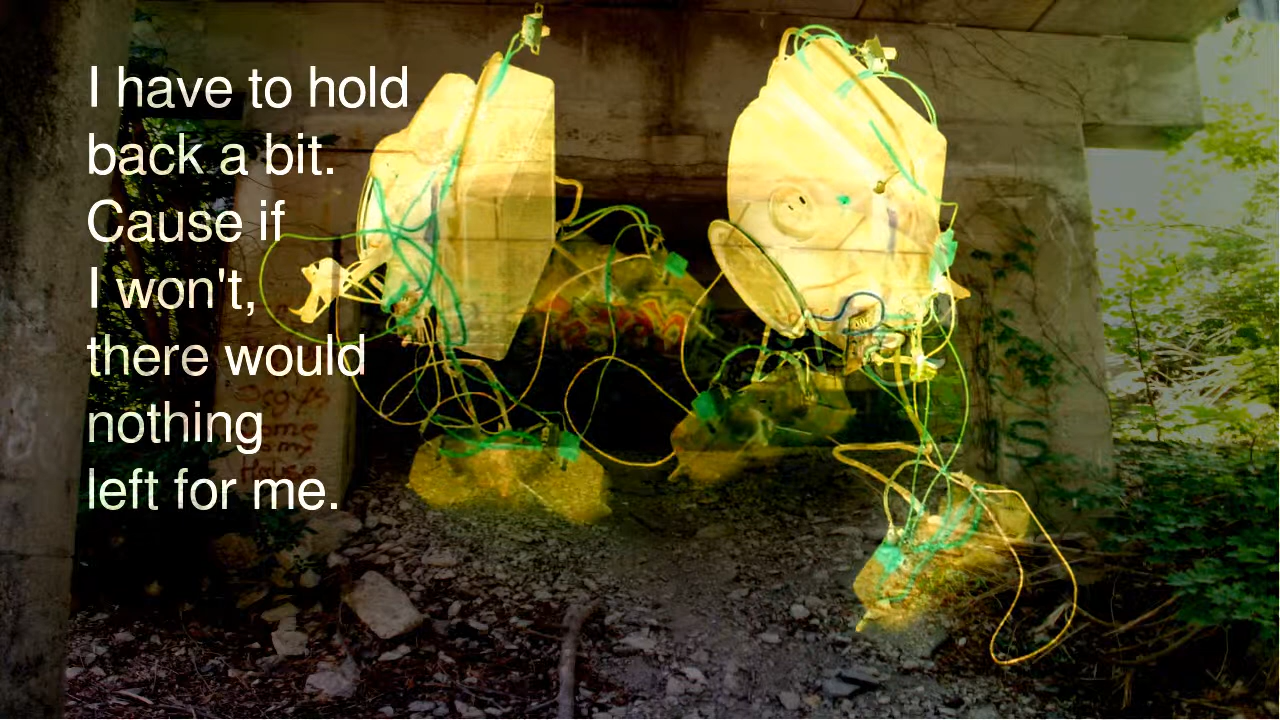 I have to hold
back a bit.
Cause if
I won't,
there would
nothing
left for me.